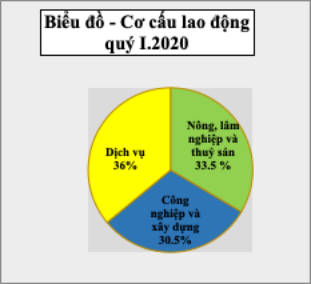 Biểu đồ - Cơ cấu lao động
quý I.2020
Nông, lâm
nghiệp và
thuỷ sản
33.5 %
Dịch vụ
36%
Công
nghiệp và
xây dựng
30.5%